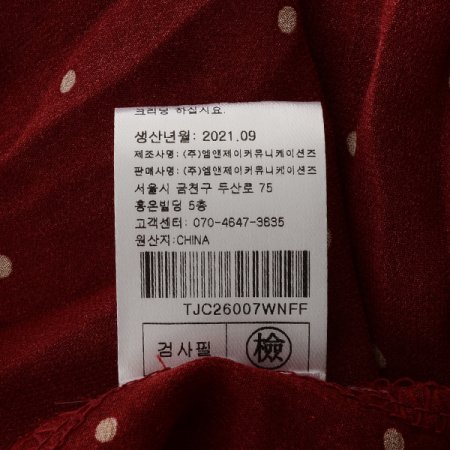 크리닝 하십시요.
생산년월: 2021.09
제조사명: (주)엠앤제이커뮤니케이션즈
판매사명: (주)엠앤제이커뮤니케이션즈
서울시 금천구 두산로 75
홍은빌딩 5층
고객센터: 070-4647-3635
원산지:CHINA
TJC26007WNFF
검사필 檢